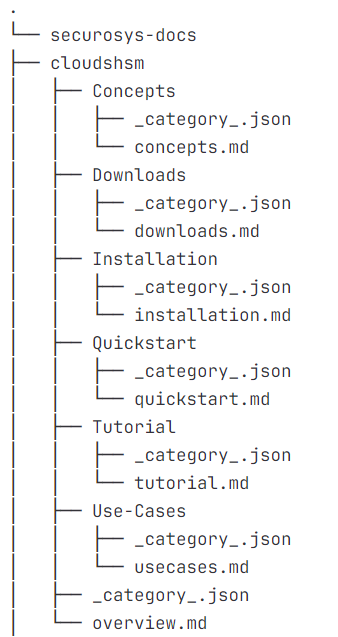 .
└── securosys-docs
├── cloudshsm
│   ├── Concepts
│   │   ├── _category_.json
│   │   └── concepts.md
│   ├── Downloads
│   │   ├── _category_.json
│   │   └── downloads.md
│   ├── Installation
│   │   ├── _category_.json
│   │   └── installation.md
│   ├── Quickstart
│   │   ├── _category_.json
│   │   └── quickstart.md
│   ├── Tutorial
│   │   ├── _category_.json
│   │   └── tutorial.md
│   ├── Use-Cases
│   │   ├── _category_.json
│   │   └── usecases.md
│   ├── _category_.json
│   └── overview.md